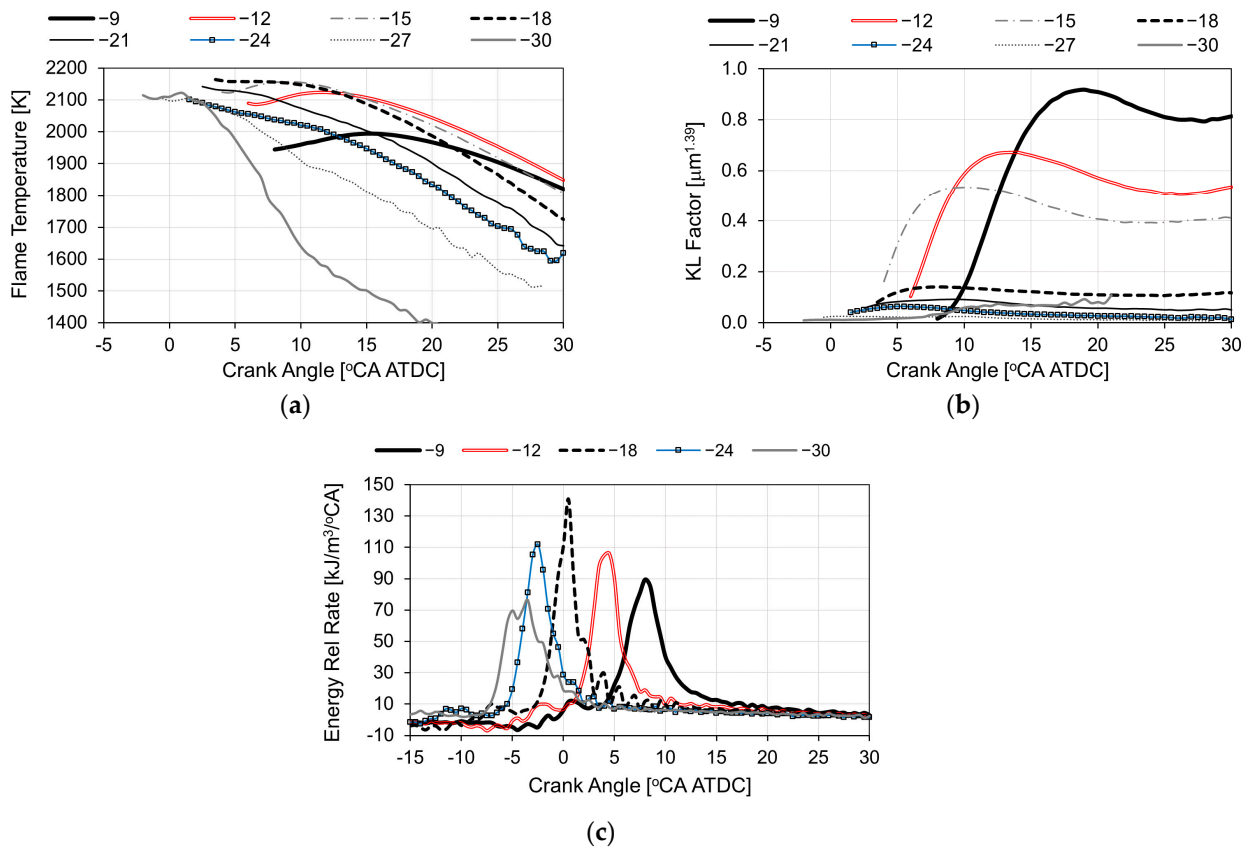 −9 −12 −15 −18
−21 −24 −27 −30
2200
2100
2000
1900
1800
1700
1600
1500
1400
Flame Temperature [K]
-5 0 5 10 15 20 25 30
Crank Angle [ºCA ATDC]
(a)
−9 −12 −15 −18
−21 −24 −27 −30
1.0
0.8
0.6
0.4
0.2
0.0
KL Factor [µm1.39]
-5 0 5 10 15 20 25 30
Crank Angle [ºCA ATDC]
(b)
−9 −12 −18 −24 −30
150
130
110
90
70
50
30
10
-10
Energy Rel Rate [kJ/m³/ºCA]
-15 -10 -5 0 5 10 15 20 25 30
Crank Angle [ºCA ATDC]
(c)